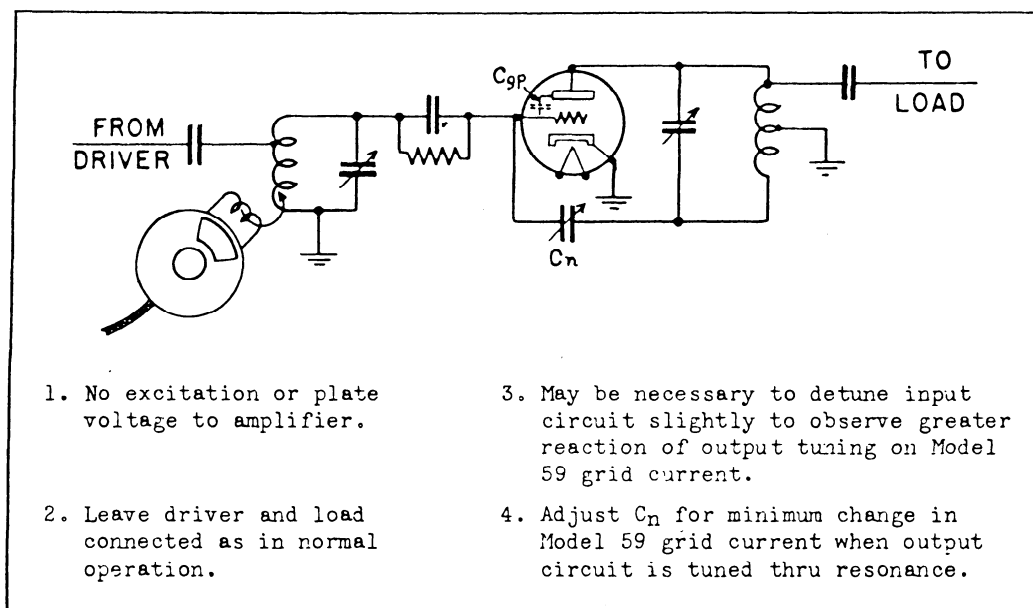 FROM
DRIVER
Cgp
Cn
TO
LOAD
1. No excitation or plate
voltage to amplifier.
2. Leave driver and load
connected as in normal
operation.
3. May be necessary to detune input
circuit slightly to observe greater
reaction of output tuning on Model
59 grid current.
4. Adjust Cn for minimum change in
Model 59 grid current when output
circuit is tuned thru resonance.